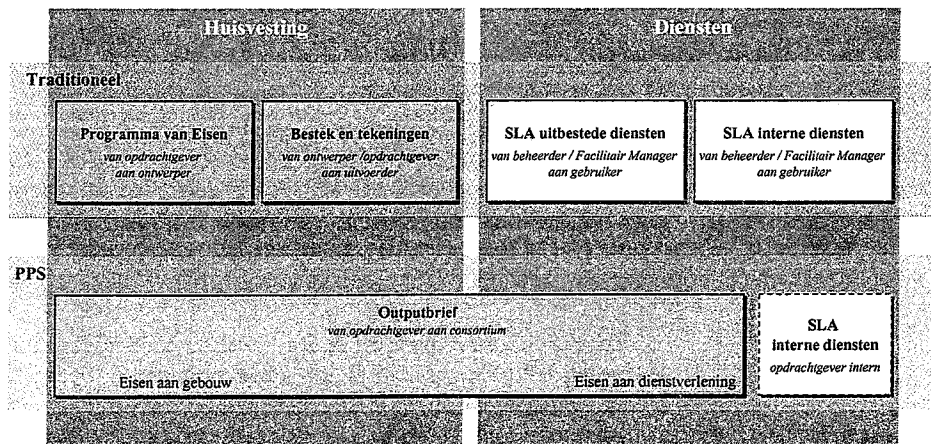 Huisvesting
Diensten
Traditioneel
Programma van Eisen
van opdrachtgever
aan ontwerper
Bestek en tekeningen
van ontwerper /opdrachtgever
aan uitvoerder
SLA uitbestede diensten
van beheerder / Facilitair Manager
aan gebruiker
SLA interne diensten
van beheerder / Facilitair Manager
aan gebruiker
PPS
Outputbrief
van opdrachtgever aan consortium
Eisen aan gebouw
Eisen aan dienstverlening
SLA
interne diensten
opdrachtgever intern